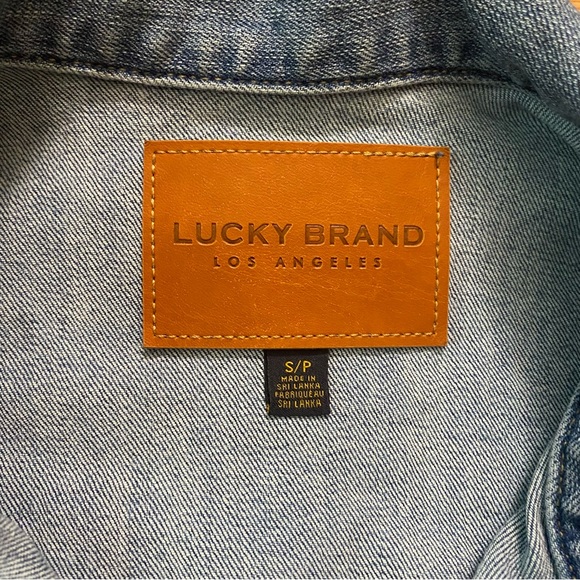 LUCKY BRAND
LOS ANGELES
S/P
MADE IN
SRI LANKA
FABRIQUÉ AU
SRI LANKA